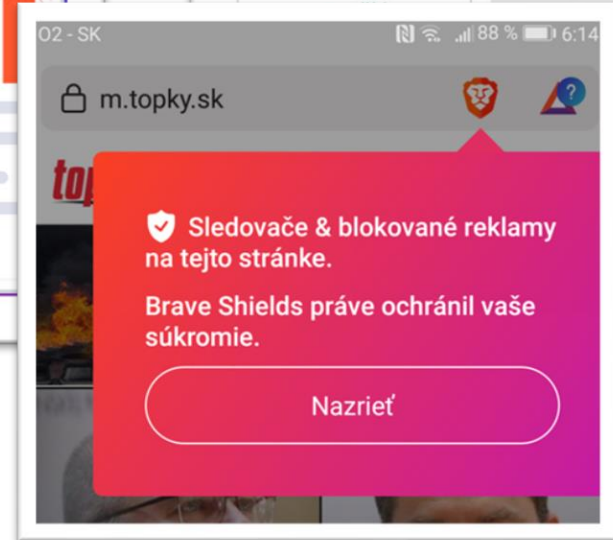 O2 - SK 88 % 6:14
m.topky.sk
Sledovače & blokované reklamy
na tejto stránke.
Brave Shields práve ochránil vaše
súkromie.
Nazrieť